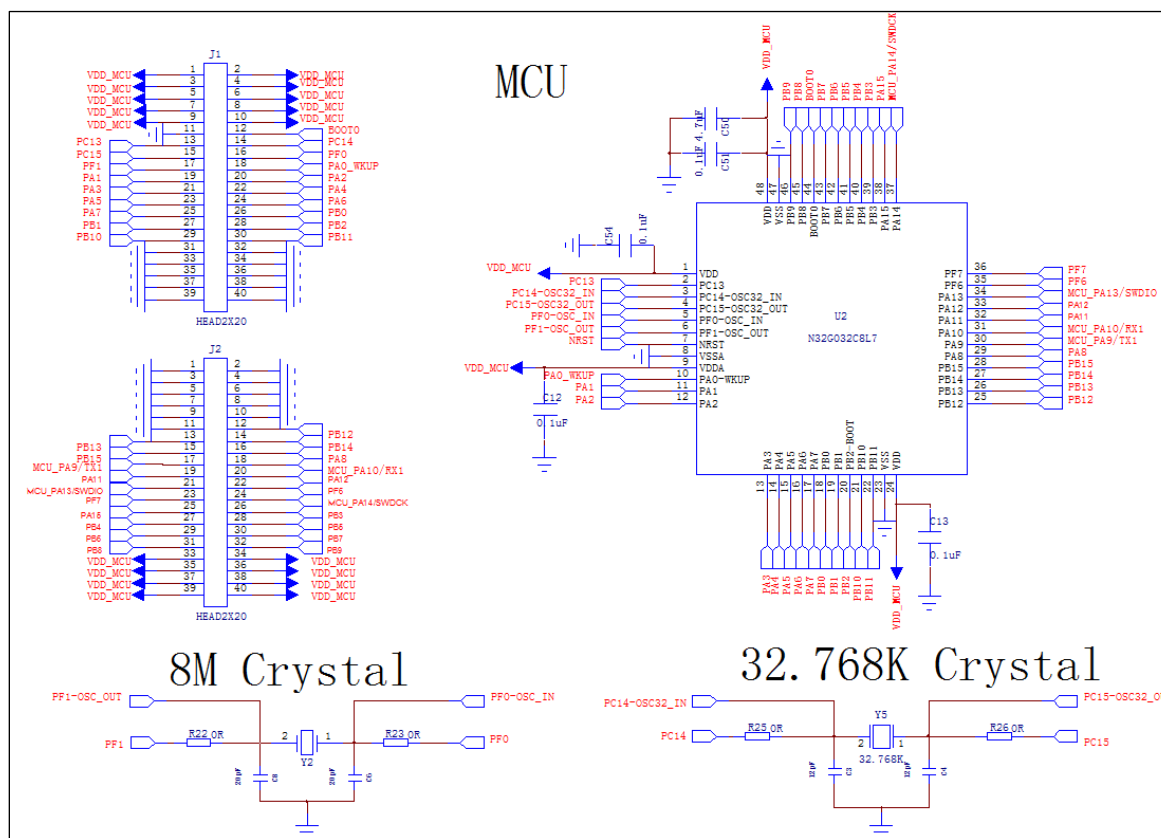 MCU
J1
VDD_MCU 1 2 VDD_MCU
VDD_MCU 3 4 VDD_MCU
VDD_MCU 5 6 VDD_MCU
VDD_MCU 7 8 VDD_MCU
VDD_MCU 9 10 VDD_MCU
11 12 BOOT0
PC13 13 14 PC14
PC15 15 16 PF0
PF1 17 18 PA0_WKUP
PA1 19 20 PA2
PA3 21 22 PA4
PA5 23 24 PA6
PA7 25 26 PB0
PB1 27 28 PB2
PB10 29 30 PB11
31 32
33 34
35 36
37 38
39 40
HEAD2X20
J2
1 2
3 4
5 6
7 8
9 10
11 12
13 14 PB12
PB13 15 16 PB14
PB15 17 18 PA8
MCU_PA9/TX1 19 20 MCU_PA10/RX1
PA11 21 22 PA12
MCU_PA13/SWDIO 23 24 PF6
PF7 25 26 MCU_PA14/SWDCK
PA15 27 28 PB3
PB4 29 30 PB5
PB6 31 32 PB7
PB8 33 34 PB9
VDD_MCU 35 36 VDD_MCU
VDD_MCU 37 38 VDD_MCU
VDD_MCU 39 40 VDD_MCU
VDD_MCU VDD_MCU
HEAD2X20
VDD_MCU
4.7uF C50
0.1uF C51
PB9 PB8 BOOT0 PB7 PB6 PB5 PB4 PB3 PA15 MCU_PA14/SWDCK
48 47 46 45 44 43 42 41 40 39 38 37
VDD VSS PB9 PB8 BOOT0 PB7 PB6 PB5 PB4 PB3 PA15 PA14
C54 0.1uF
VDD_MCU 1 VDD
PC13 2 PC13
PC14-OSC32_IN 3 PC14-OSC32_IN
PC15-OSC32_OUT 4 PC15-OSC32_OUT
PF0-OSC_IN 5 PF0-OSC_IN
PF1-OSC_OUT 6 PF1-OSC_OUT
NRST 7 NRST
8 VSSA
VDD_MCU 9 VDDA
PA0_WKUP 10 PA0-WKUP
PA1 11 PA1
PA2 12 PA2
C12
0.1uF
U2
N32G032C8L7
PF7 36 PF7
PF6 35 PF6
PA13 34 MCU_PA13/SWDIO
PA12 33 PA12
PA11 32 PA11
PA10 31 MCU_PA10/RX1
PA9 30 MCU_PA9/TX1
PA8 29 PA8
PB15 28 PB15
PB14 27 PB14
PB13 26 PB13
PB12 25 PB12
PA3 PA4 PA5 PA6 PA7 PB0 PB1 PB2-BOOT PB10 PB11 VSS VDD
13 14 15 16 17 18 19 20 21 22 23 24
PA3 PA4 PA5 PA6 PA7 PB0 PB1 PB2 PB10 PB11
VDD_MCU
C13
0.1uF
8M Crystal
PF1-OSC_OUT PF0-OSC_IN
PF1 R22 0R 2 1 R23 0R PF0
Y2
20pF C8 20pF C6
32.768K Crystal
PC14-OSC32_IN PC15-OSC32_O
PC14 R25 0R 2 Y5 1 R26 0R PC15
32.768K
12pF C3 12pF C4